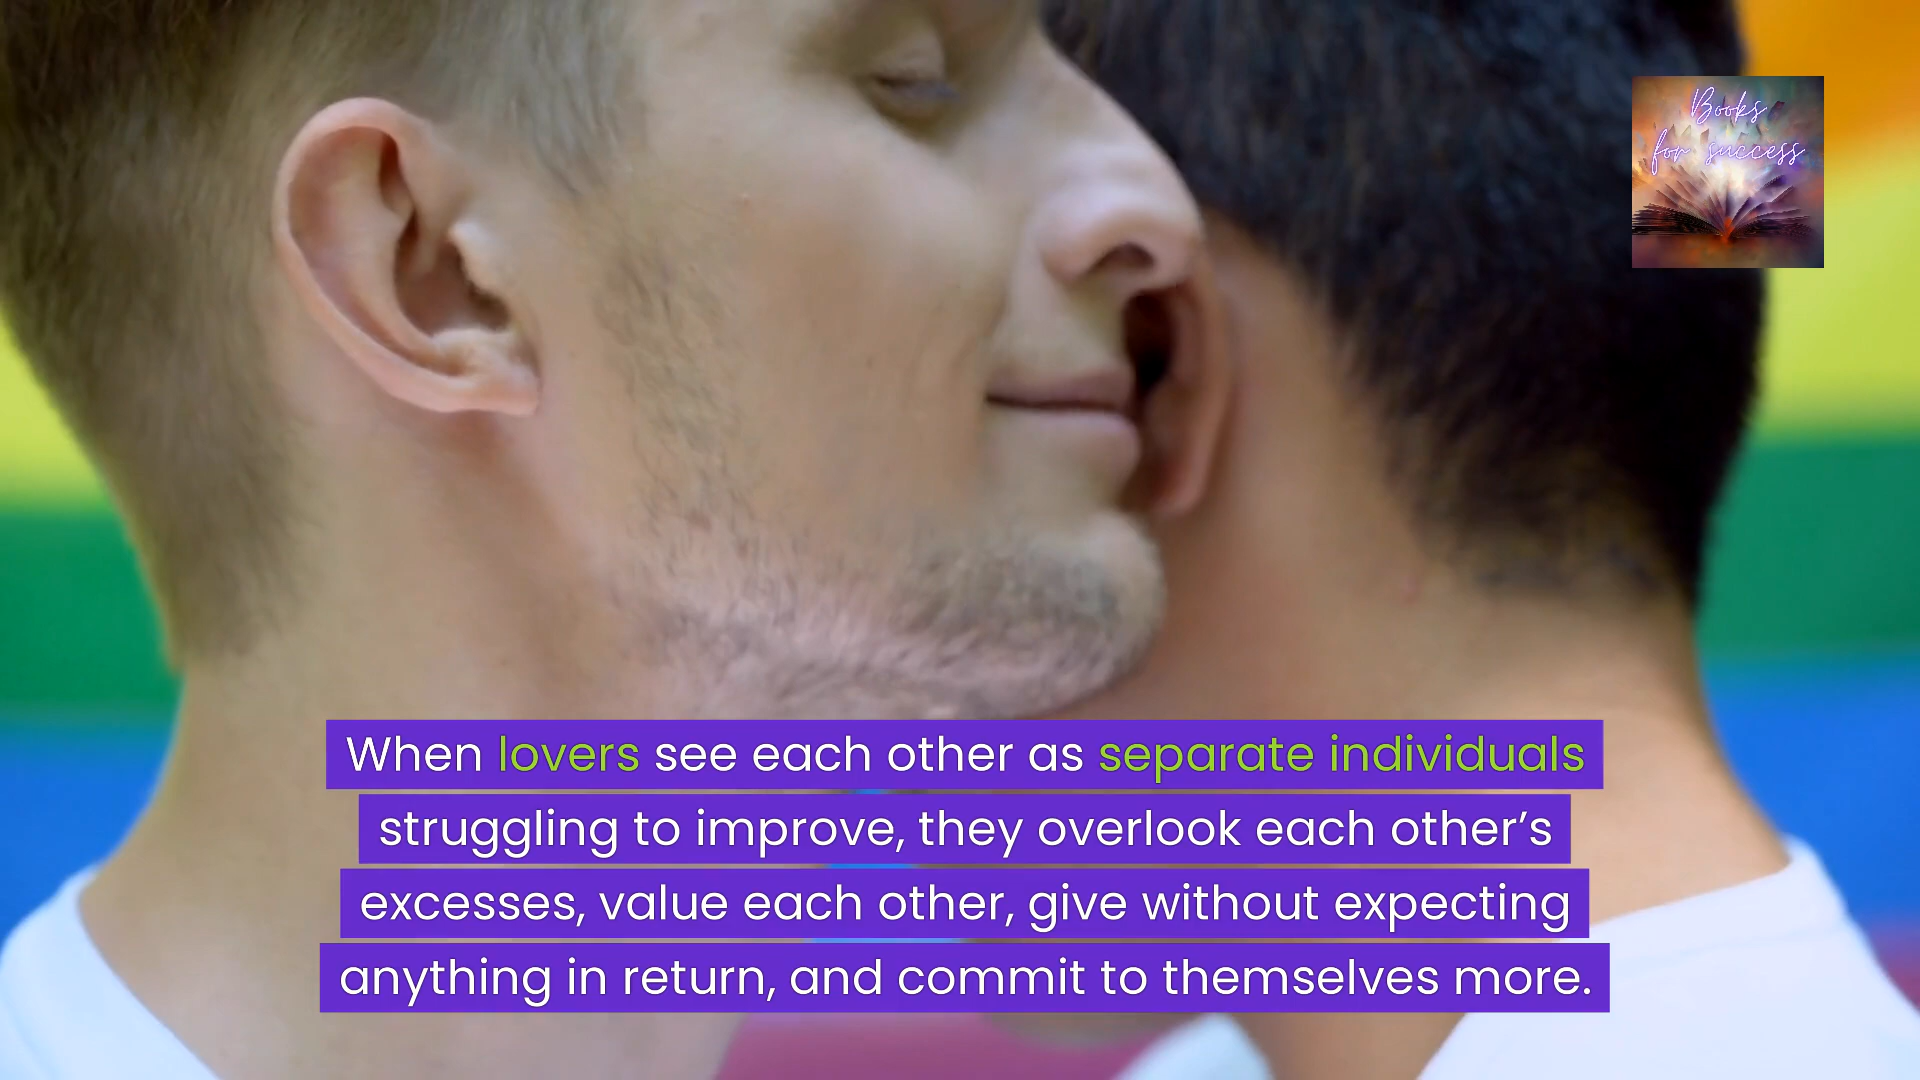 Books
for success
When lovers see each other as separate individuals
struggling to improve, they overlook each other’s
excesses, value each other, give without expecting
anything in return, and commit to themselves more.